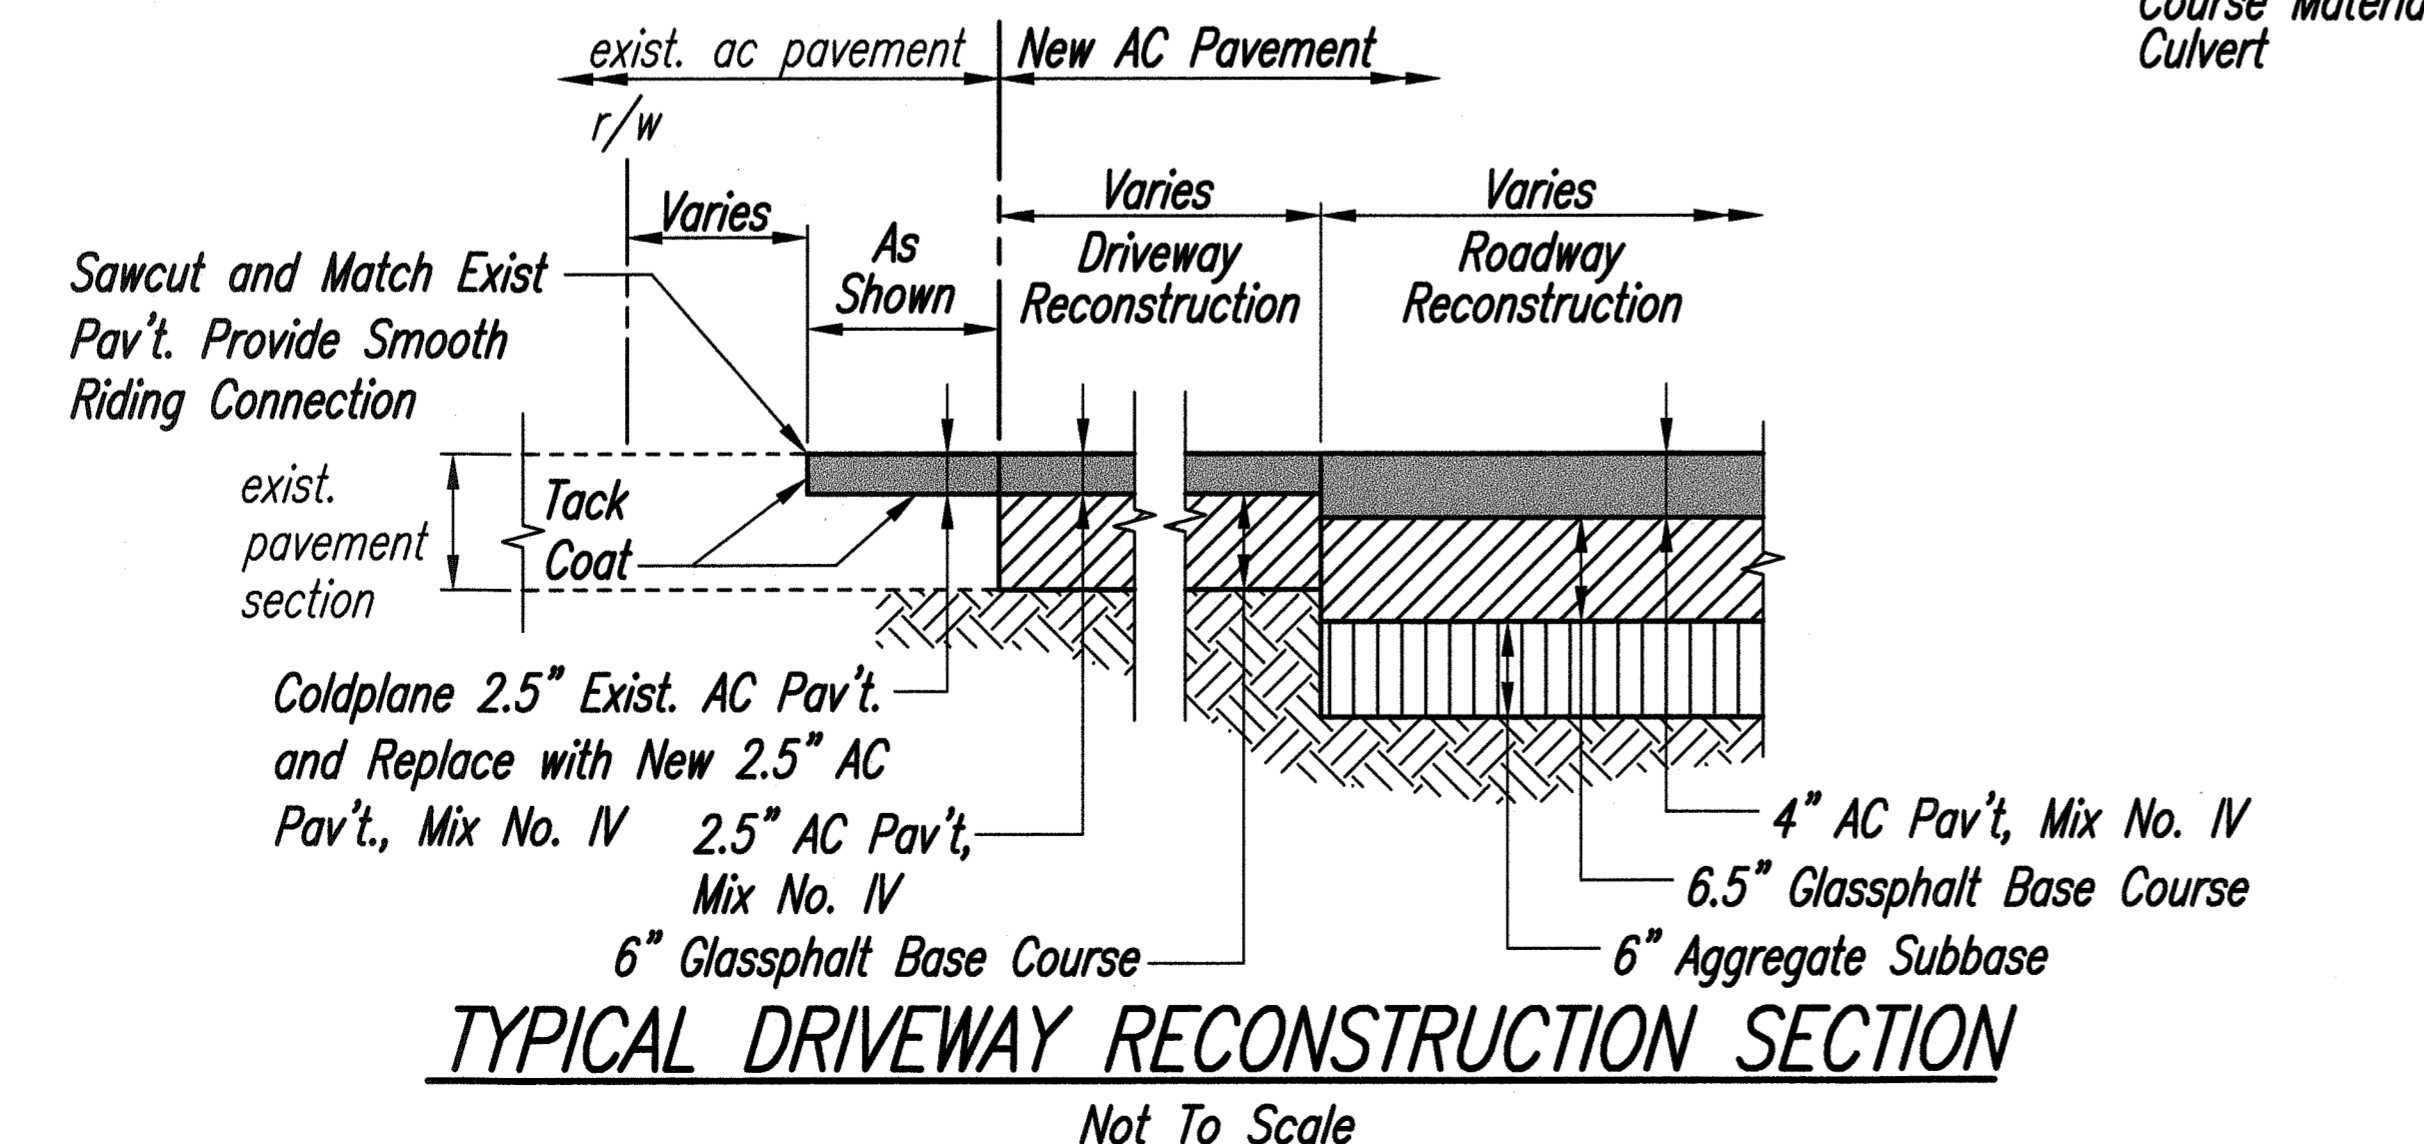 Course Materia
Culvert
exist. ac pavement
New AC Pavement
r/w
Varies
Varies
Varies
As
Shown
Driveway
Reconstruction
Roadway
Reconstruction
Sawcut and Match Exist
Pav't. Provide Smooth
Riding Connection
exist.
pavement
section
Tack
Coat
Coldplane 2.5" Exist. AC Pav't.
and Replace with New 2.5" AC
Pav't., Mix No. IV
2.5" AC Pav't,
Mix No. IV
6" Glassphalt Base Course
4" AC Pav't, Mix No. IV
6.5" Glassphalt Base Course
6" Aggregate Subbase
TYPICAL DRIVEWAY RECONSTRUCTION SECTION
Not To Scale